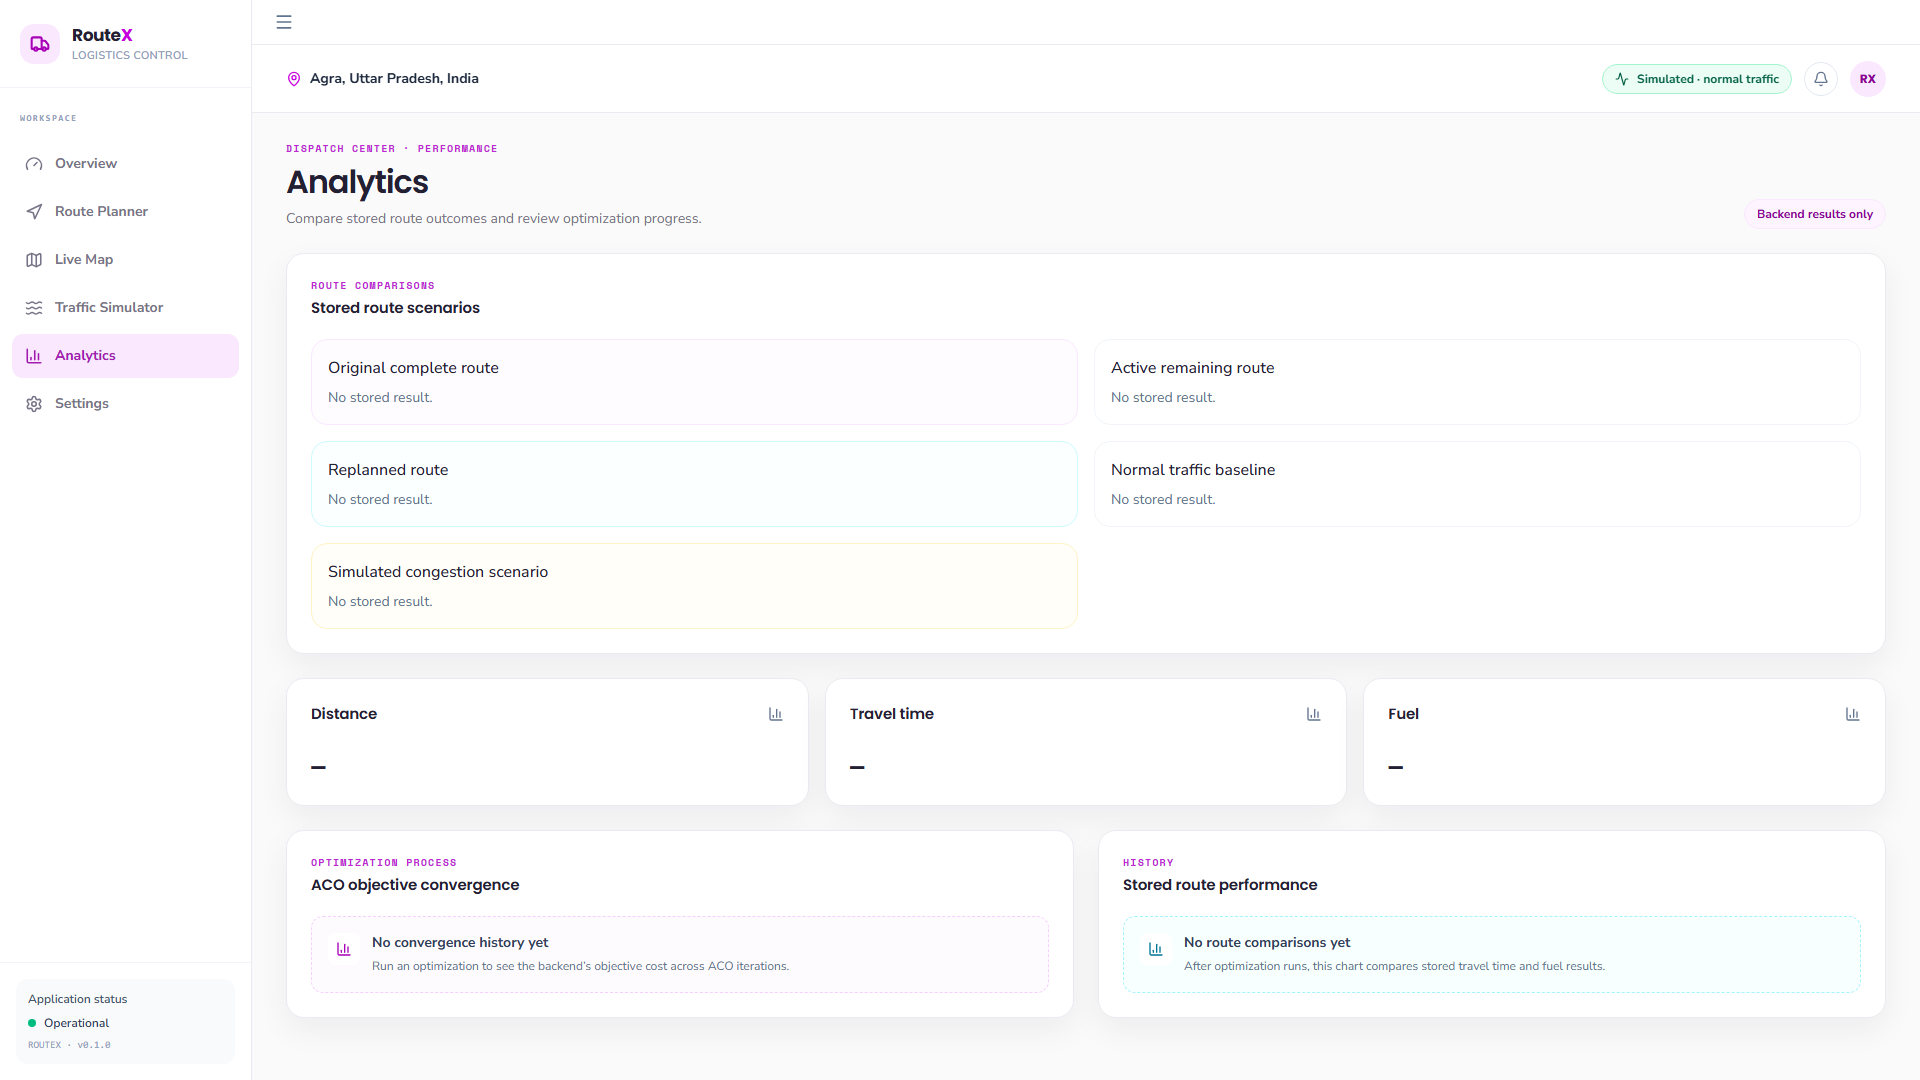 RouteX
LOGISTICS CONTROL
WORKSPACE
Overview
Route Planner
Live Map
Traffic Simulator
Analytics
Settings
Application status
Operational
ROUTEX · v0.1.0
Agra, Uttar Pradesh, India
Simulated · normal traffic
RX
DISPATCH CENTER · PERFORMANCE
Analytics
Compare stored route outcomes and review optimization progress.
Backend results only
ROUTE COMPARISONS
Stored route scenarios
Original complete route
No stored result.
Active remaining route
No stored result.
Replanned route
No stored result.
Normal traffic baseline
No stored result.
Simulated congestion scenario
No stored result.
Distance
—
Travel time
—
Fuel
—
OPTIMIZATION PROCESS
ACO objective convergence
No convergence history yet
Run an optimization to see the backend's objective cost across ACO iterations.
HISTORY
Stored route performance
No route comparisons yet
After optimization runs, this chart compares stored travel time and fuel results.